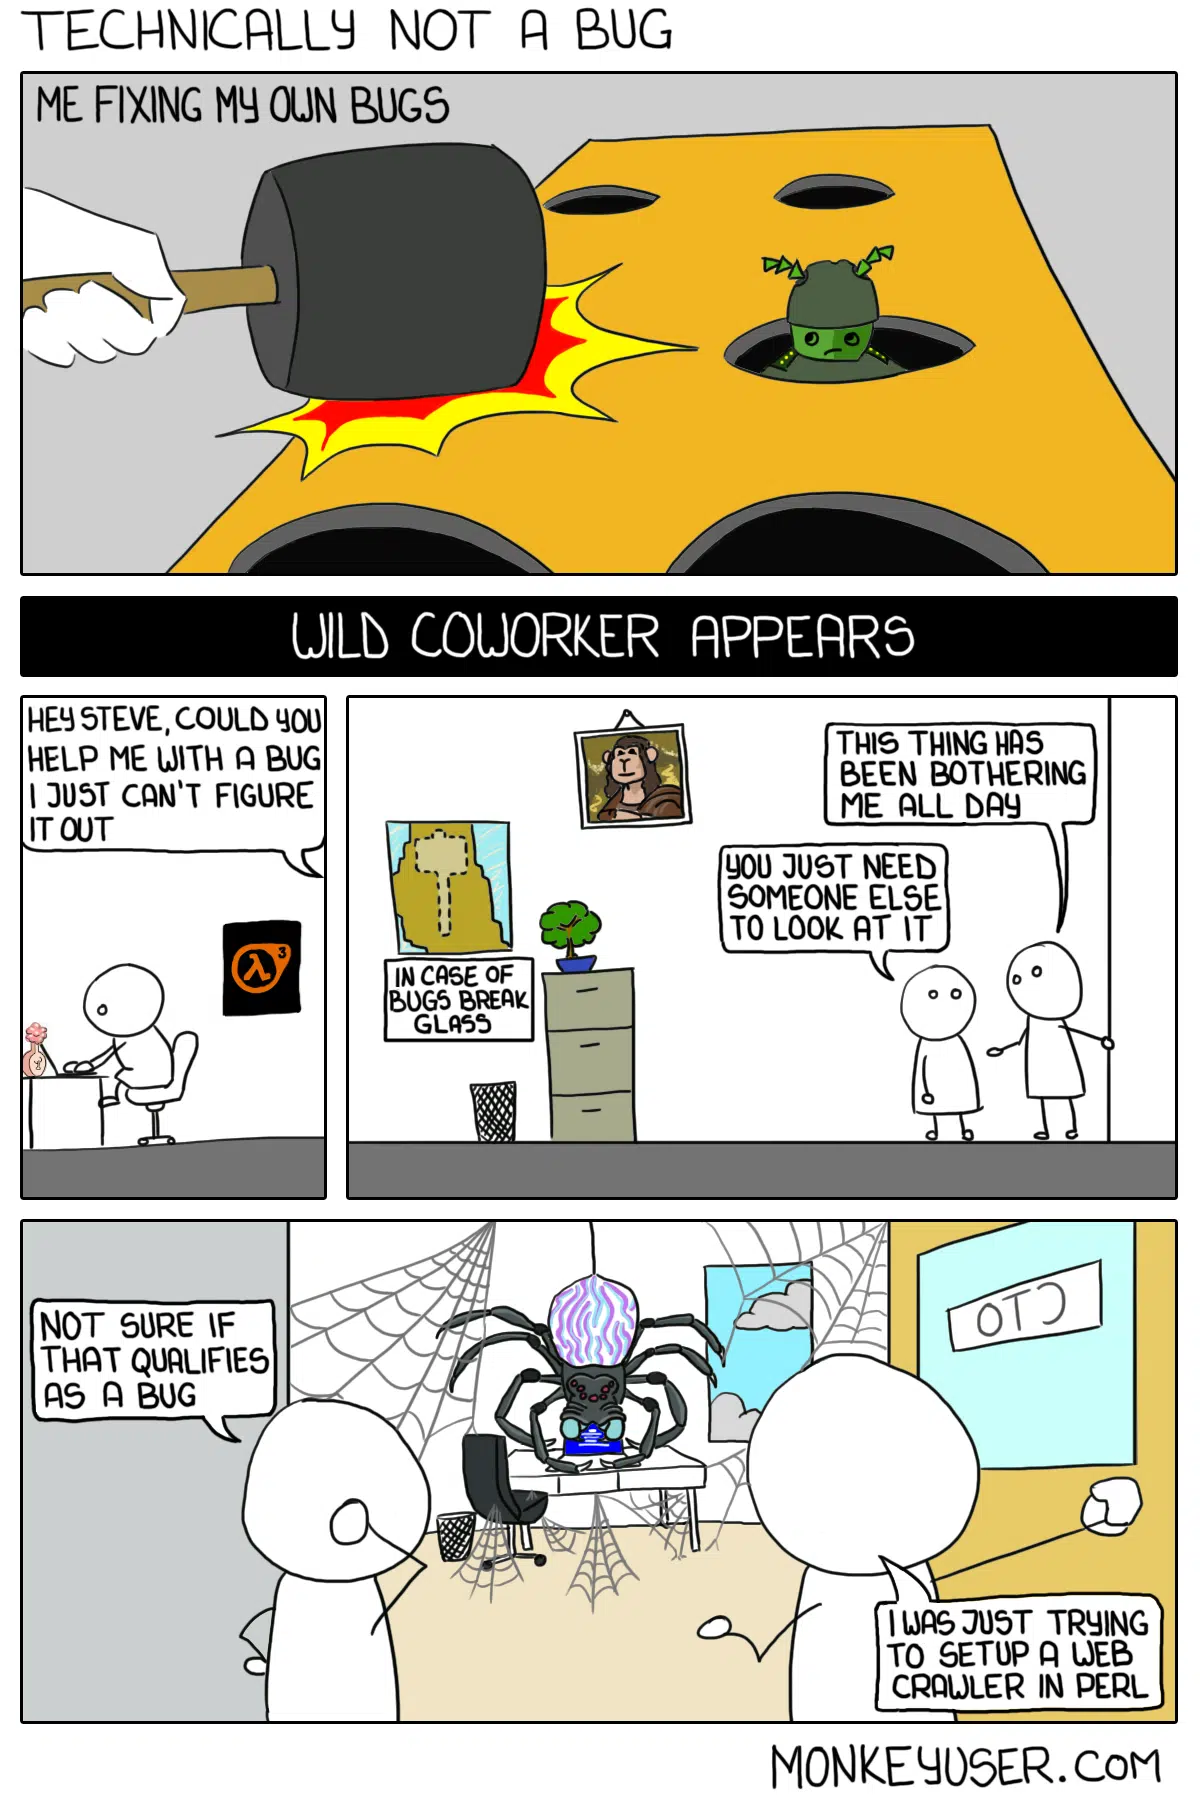 TECHNICALLY NOT A BUG
ME FIXING MY OWN BUGS
WILD COWORKER APPEARS
HEY STEVE, COULD YOU
HELP ME WITH A BUG
I JUST CAN'T FIGURE
IT OUT
λ3
THIS THING HAS
BEEN BOTHERING
ME ALL DAY
YOU JUST NEED
SOMEONE ELSE
TO LOOK AT IT
IN CASE OF
BUGS BREAK
GLASS
NOT SURE IF
THAT QUALIFIES
AS A BUG
CTO
I WAS JUST TRYING
TO SETUP A WEB
CRAWLER IN PERL
MONKEYUSER.COM